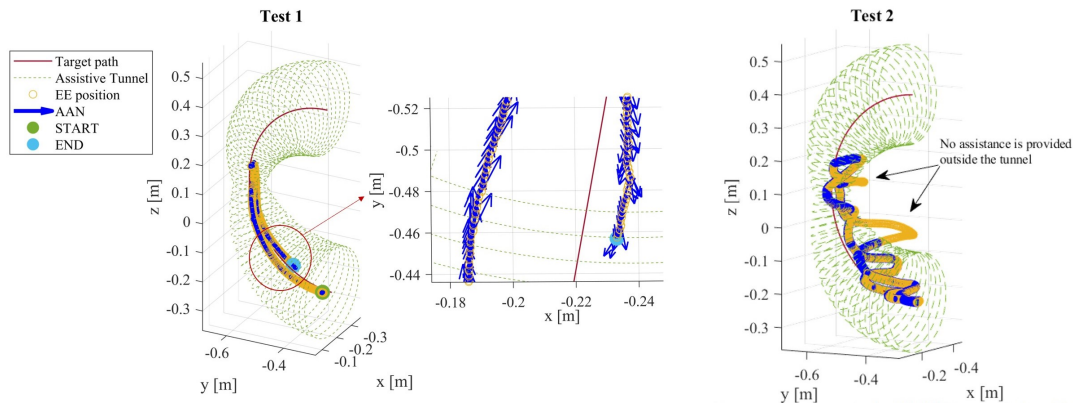 Test 1
Test 2
Target path
Assistive Tunnel
EE position
AAN
START
END
0.5
0.4
0.3
0.2
0.1
0
-0.1
-0.2
-0.3
z [m]
-0.6
-0.4
y [m]
-0.3
-0.2
-0.1
x [m]
-0.52
-0.5
-0.48
-0.46
-0.44
y [m]
-0.18
-0.2
-0.22
-0.24
x [m]
No assistance is provided
outside the tunnel
0.5
0.4
0.3
0.2
0.1
0
-0.1
-0.2
-0.3
z [m]
-0.6
-0.4
y [m]
-0.4
-0.2
x [m]